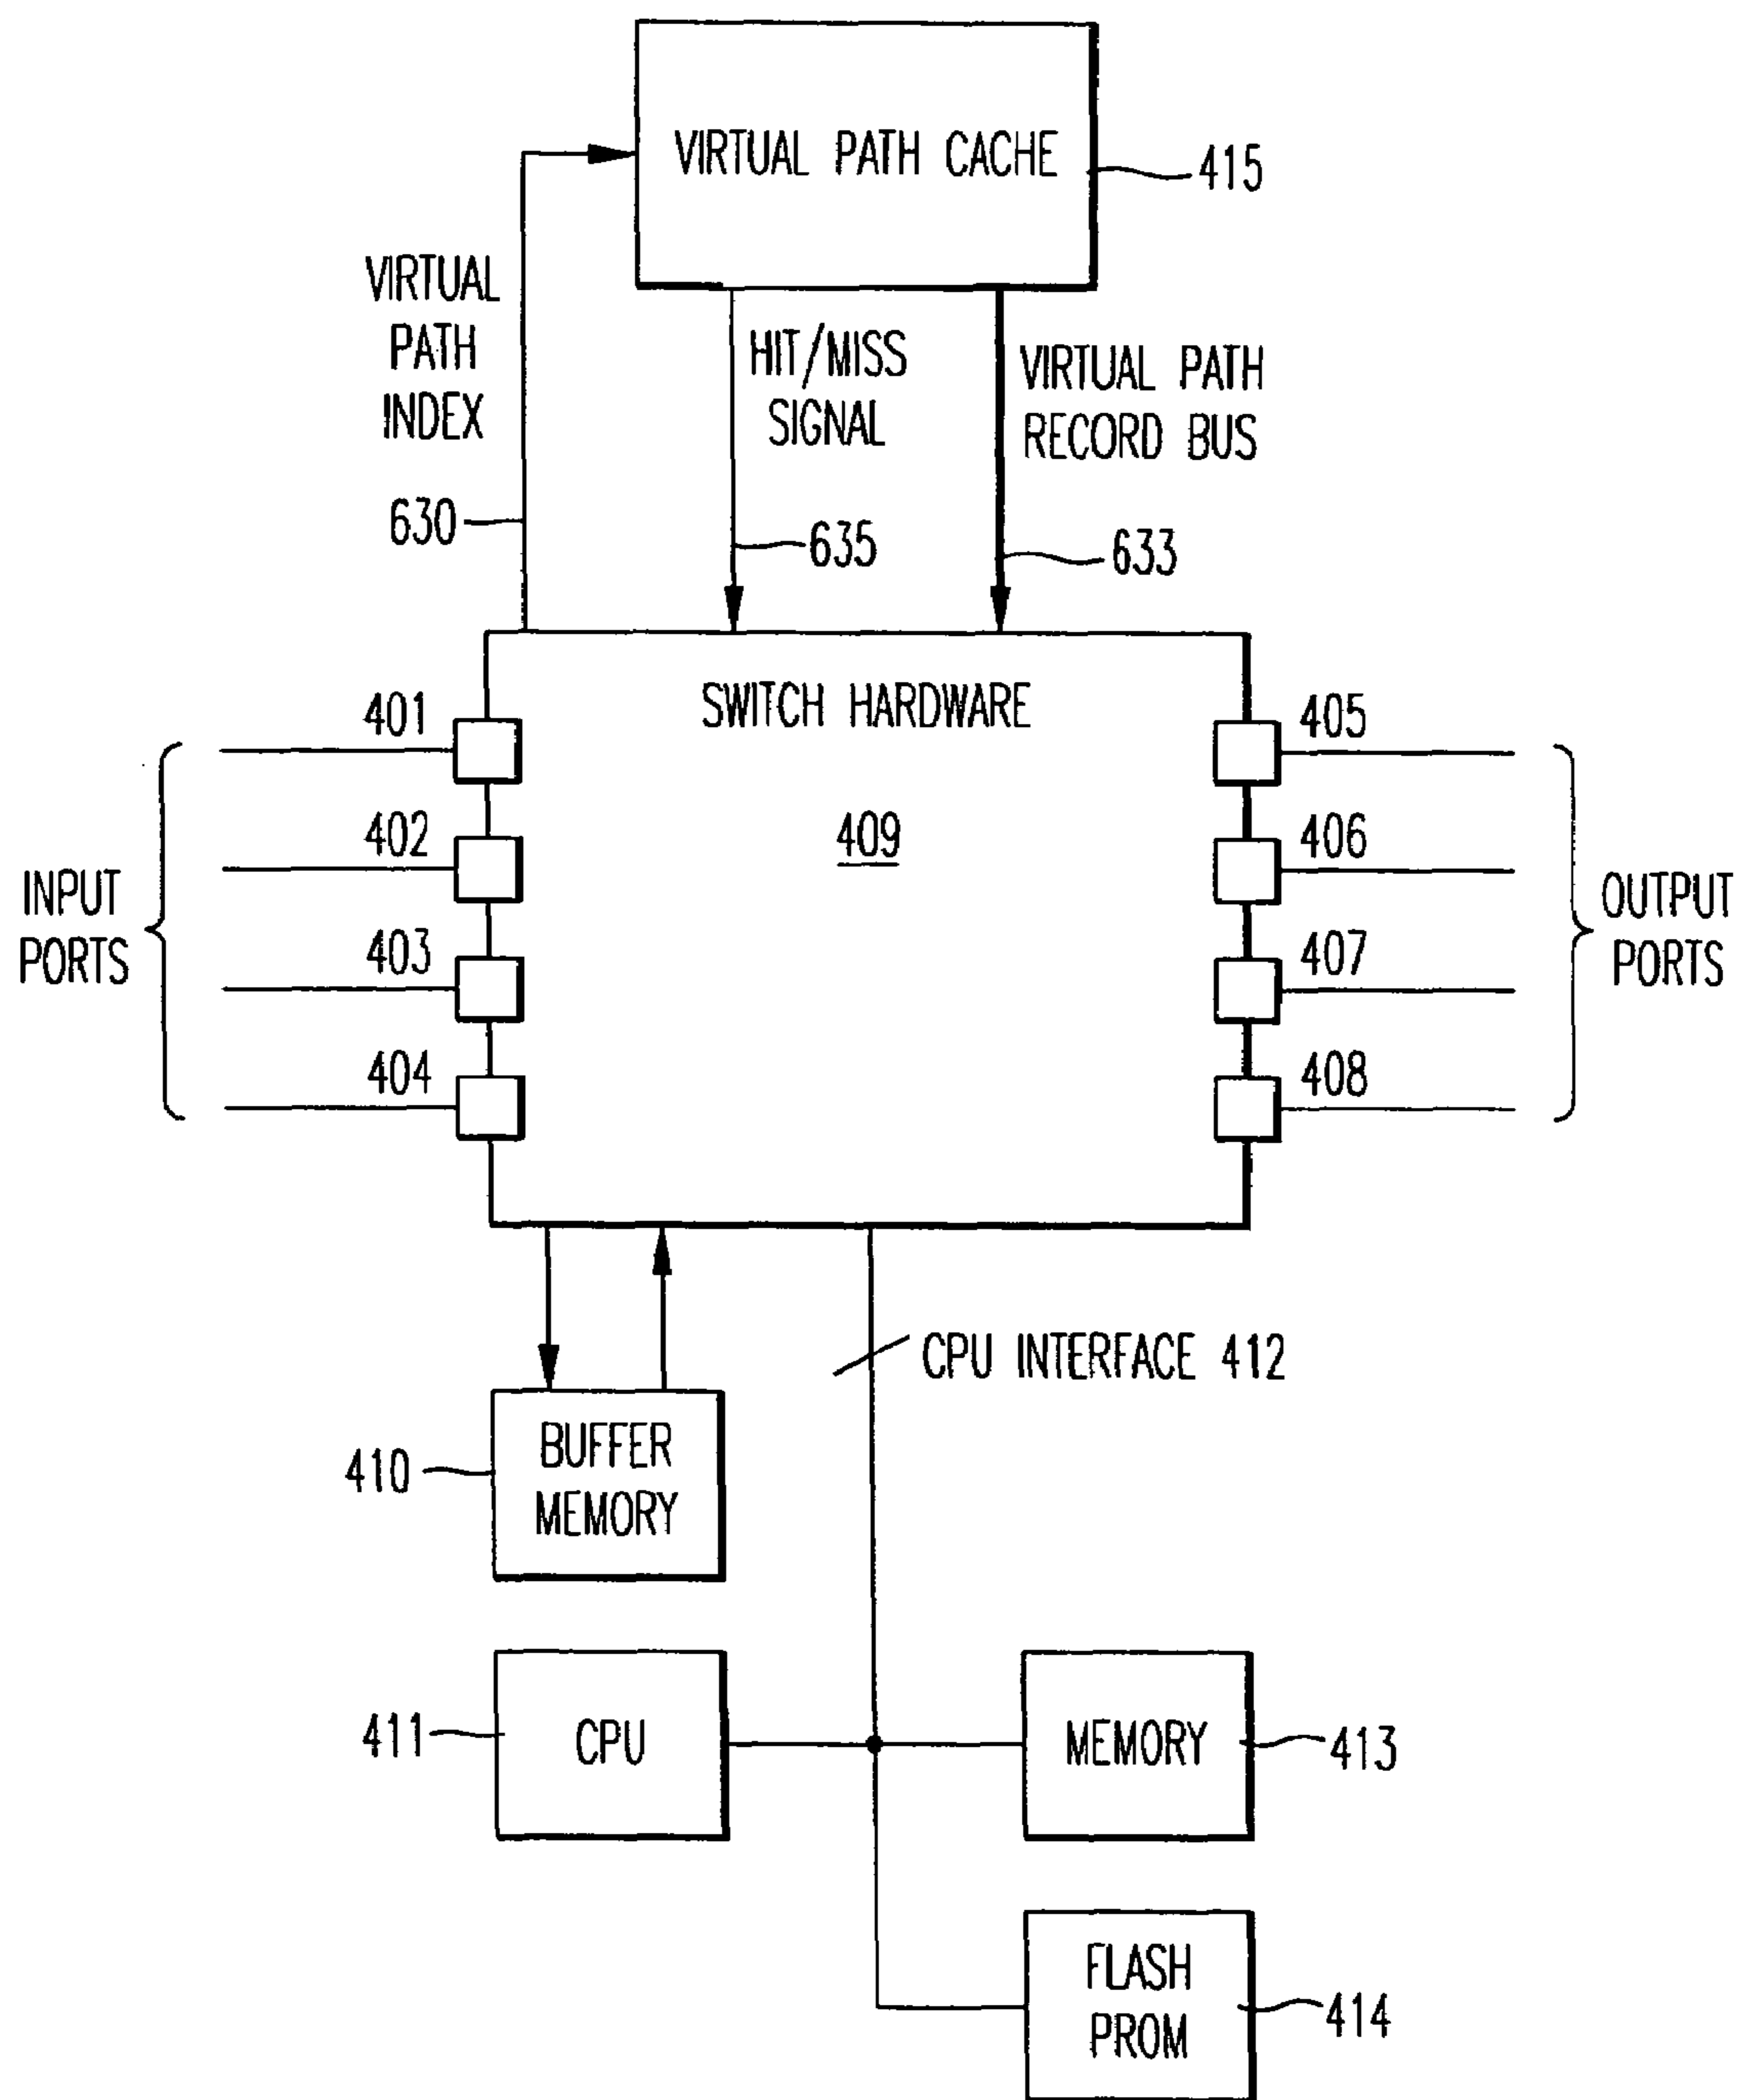 VIRTUAL PATH CACHE
415
VIRTUAL
PATH
INDEX
HIT/MISS
SIGNAL
VIRTUAL PATH
RECORD BUS
630
635
633
SWITCH HARDWARE
409
INPUT
PORTS
401
402
403
404
405
406
407
408
OUTPUT
PORTS
CPU INTERFACE 412
410
BUFFER
MEMORY
411
CPU
MEMORY
413
FLASH
PROM
414